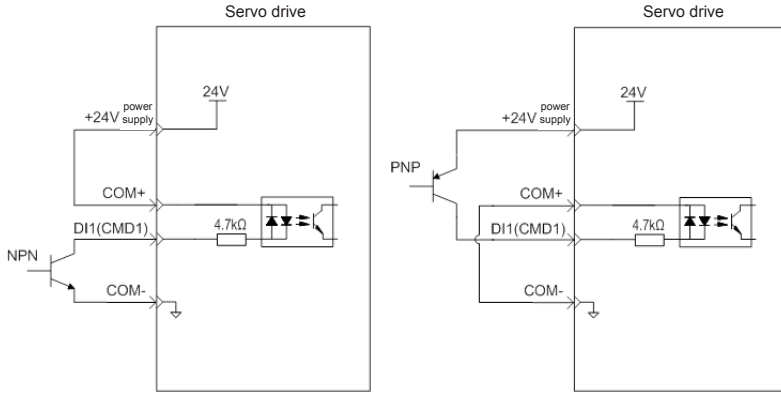 Servo drive
24V
+24V power supply
COM+
DI1(CMD1)
4.7kΩ
NPN
COM-
Servo drive
24V
+24V power supply
PNP
COM+
DI1(CMD1)
4.7kΩ
COM-